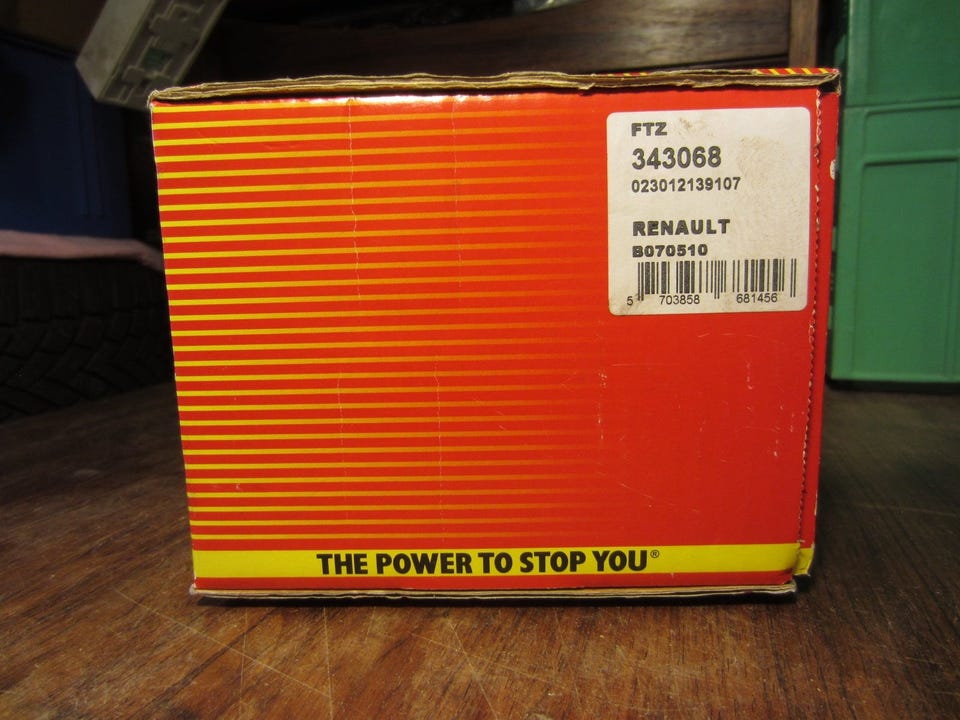 FTZ
343068
023012139107
RENAULT
B070510
5 703858 681456
THE POWER TO STOP YOU®